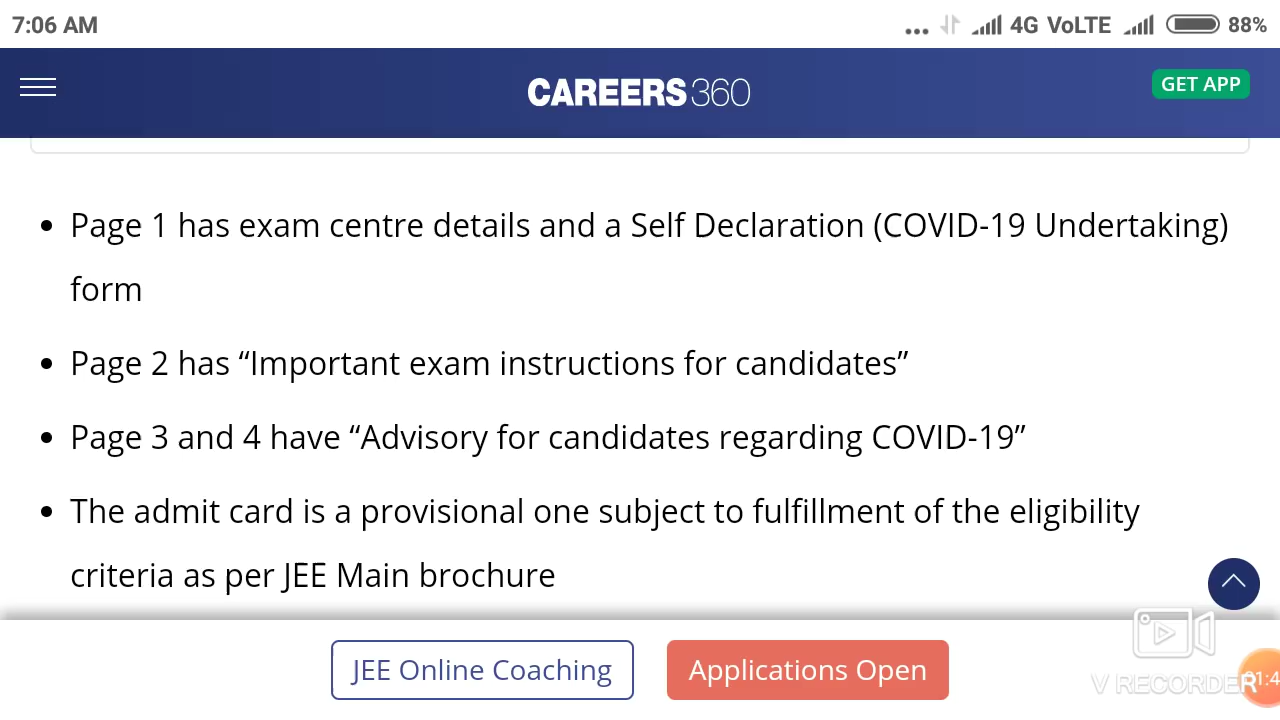 7:06 AM ... 4G VoLTE 88%
CAREERS360 GET APP
• Page 1 has exam centre details and a Self Declaration (COVID-19 Undertaking)
form
• Page 2 has “Important exam instructions for candidates”
• Page 3 and 4 have “Advisory for candidates regarding COVID-19”
• The admit card is a provisional one subject to fulfillment of the eligibility
criteria as per JEE Main brochure
JEE Online Coaching Applications Open
V RECORDER